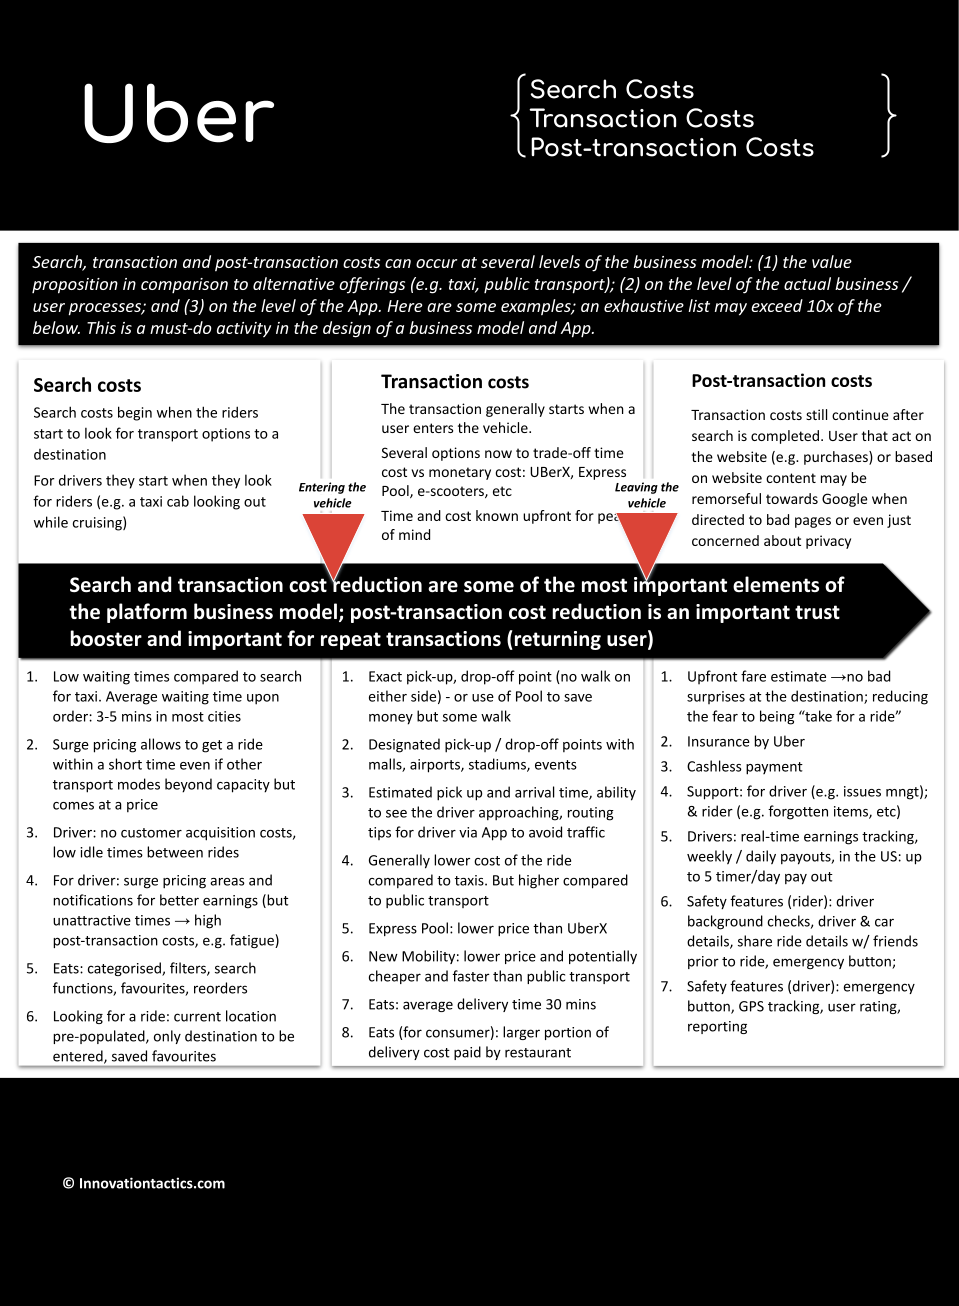 Uber
Search Costs
Transaction Costs
Post-transaction Costs
Search, transaction and post-transaction costs can occur at several levels of the business model: (1) the value
proposition in comparison to alternative offerings (e.g. taxi, public transport); (2) on the level of the actual business /
user processes; and (3) on the level of the App. Here are some examples; an exhaustive list may exceed 10x of the
below. This is a must-do activity in the design of a business model and App.
Search costs
Search costs begin when the riders
start to look for transport options to a
destination
For drivers they start when they look
for riders (e.g. a taxi cab looking out
while cruising)
Entering the
vehicle
Transaction costs
The transaction generally starts when a
user enters the vehicle.
Several options now to trade-off time
cost vs monetary cost: UBerX, Express
Pool, e-scooters, etc
Time and cost known upfront for
of mind
Leaving the
vehicle
Post-transaction costs
Transaction costs still continue after
search is completed. User that act on
the website (e.g. purchases) or based
on website content may be
remorseful towards Google when
directed to bad pages or even just
concerned about privacy
Search and transaction cost reduction are some of the most important elements of
the platform business model; post-transaction cost reduction is an important trust
booster and important for repeat transactions (returning user)
1. Low waiting times compared to search
for taxi. Average waiting time upon
order: 3-5 mins in most cities
2. Surge pricing allows to get a ride
within a short time even if other
transport modes beyond capacity but
comes at a price
3. Driver: no customer acquisition costs,
low idle times between rides
4. For driver: surge pricing areas and
notifications for better earnings (but
unattractive times → high
post-transaction costs, e.g. fatigue)
5. Eats: categorised, filters, search
functions, favourites, reorders
6. Looking for a ride: current location
pre-populated, only destination to be
entered, saved favourites
1. Exact pick-up, drop-off point (no walk on
either side) - or use of Pool to save
money but some walk
2. Designated pick-up / drop-off points with
malls, airports, stadiums, events
3. Estimated pick up and arrival time, ability
to see the driver approaching, routing
tips for driver via App to avoid traffic
4. Generally lower cost of the ride
compared to taxis. But higher compared
to public transport
5. Express Pool: lower price than UberX
6. New Mobility: lower price and potentially
cheaper and faster than public transport
7. Eats: average delivery time 30 mins
8. Eats (for consumer): larger portion of
delivery cost paid by restaurant
1. Upfront fare estimate →no bad
surprises at the destination; reducing
the fear to being “take for a ride”
2. Insurance by Uber
3. Cashless payment
4. Support: for driver (e.g. issues mngt);
& rider (e.g. forgotten items, etc)
5. Drivers: real-time earnings tracking,
weekly / daily payouts, in the US: up
to 5 timer/day pay out
6. Safety features (rider): driver
background checks, driver & car
details, share ride details w/ friends
prior to ride, emergency button;
7. Safety features (driver): emergency
button, GPS tracking, user rating,
reporting
© Innovationtactics.com